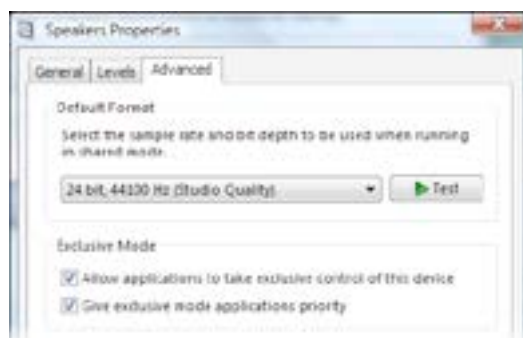 Speakers Properties
General Levels Advanced
Default Format
Select the sample rate and bit depth to be used when running
in shared mode.
24 bit, 44100 Hz (Studio Quality)
Test
Exclusive Mode
Allow applications to take exclusive control of this device
Give exclusive mode applications priority